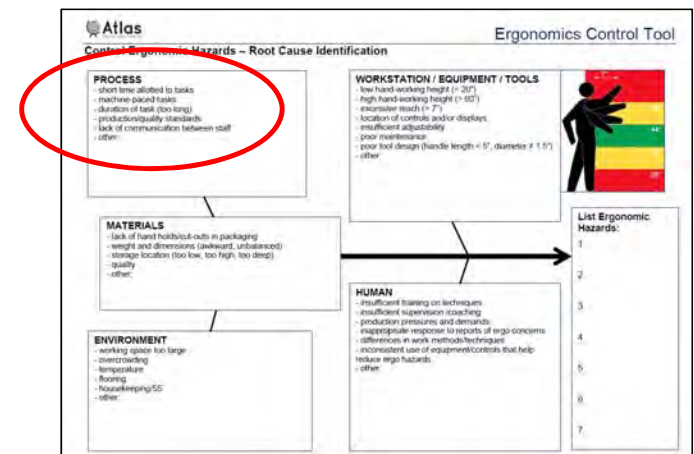 Atlas
Ergonomics Control Tool
Control Ergonomic Hazards – Root Cause Identification
PROCESS
- short time allotted to tasks
- machine paced tasks
- duration of task (too long)
- production/quality standards
- lack of communication between staff
- other:
WORKSTATION / EQUIPMENT / TOOLS
- low hand-working height (< 20")
- high hand-working height (> 60")
- excessive reach (> 7")
- location of controls and/or displays
- insufficient adjustability
- poor maintenance
- poor tool design (handle length < 5", diameter ≠ 1.5")
- other:
MATERIALS
- lack of hand holds/cut-outs in packaging
- weight and dimensions (awkward, unbalanced)
- storage location (too low, too high, too deep)
- quality
- other:
List Ergonomic
Hazards:
1
2
3
4
5
6
7
HUMAN
- insufficient training on techniques
- insufficient supervision /coaching
- production pressures and demands
- inappropriate response to reports of ergo concerns
- differences in work methods/techniques
- inconsistent use of equipment/controls that help
reduce ergo hazards
- other:
ENVIRONMENT
- working space too large
- overcrowding
- temperature
- flooring
- housekeeping/5S
- other: